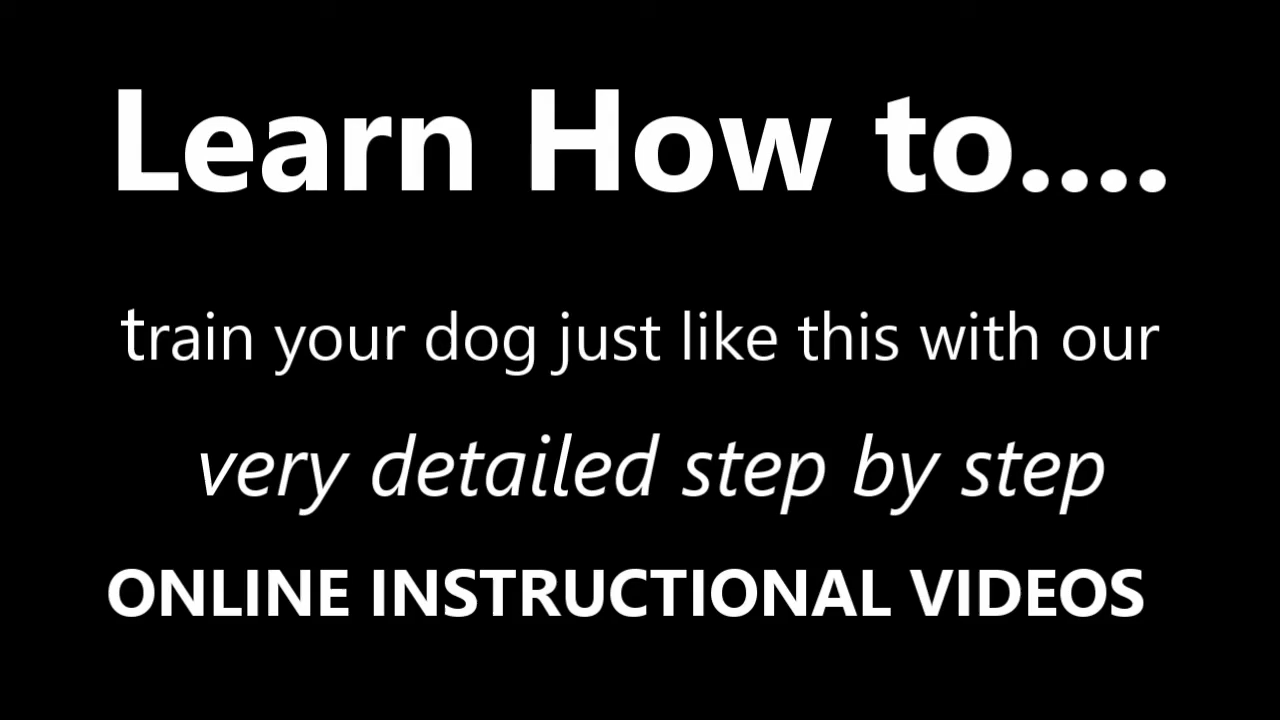 Learn How to....
train your dog just like this with our
very detailed step by step
ONLINE INSTRUCTIONAL VIDEOS